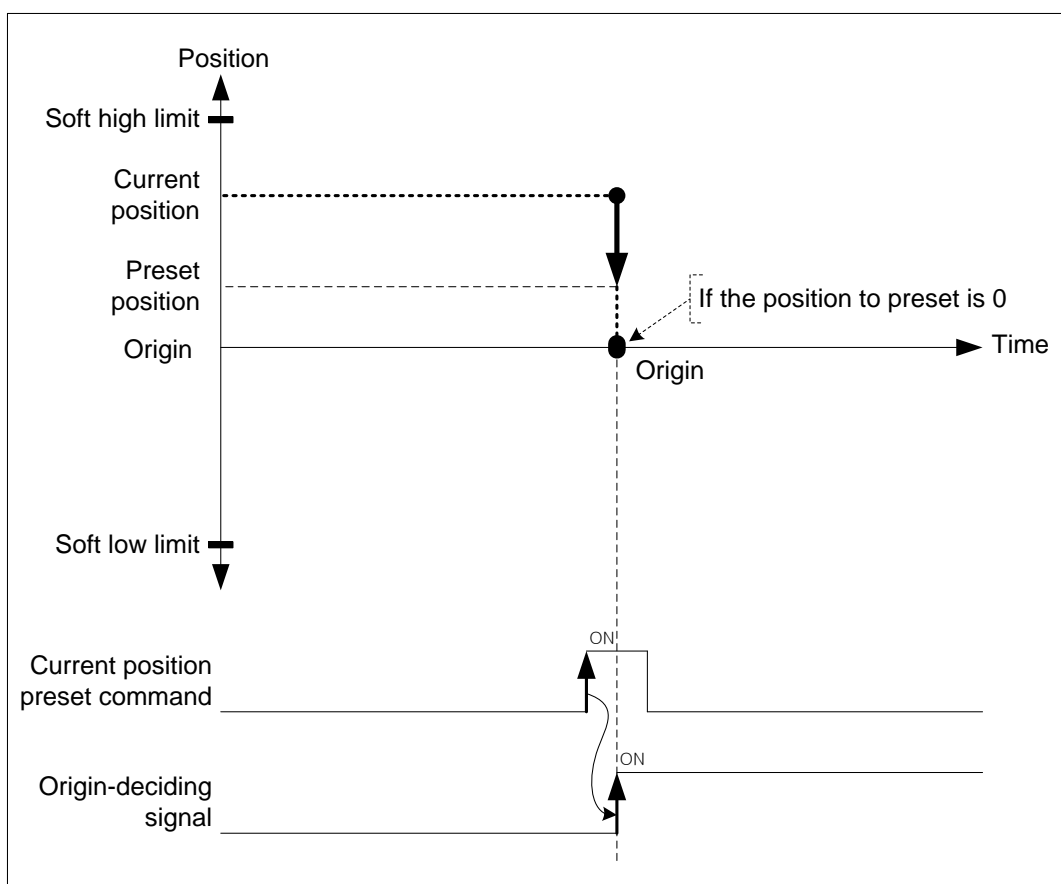 Position
Soft high limit
Current
position
Preset
position
If the position to preset is 0
Origin
Time
Origin
Soft low limit
ON
Current position
preset command
ON
Origin-deciding
signal